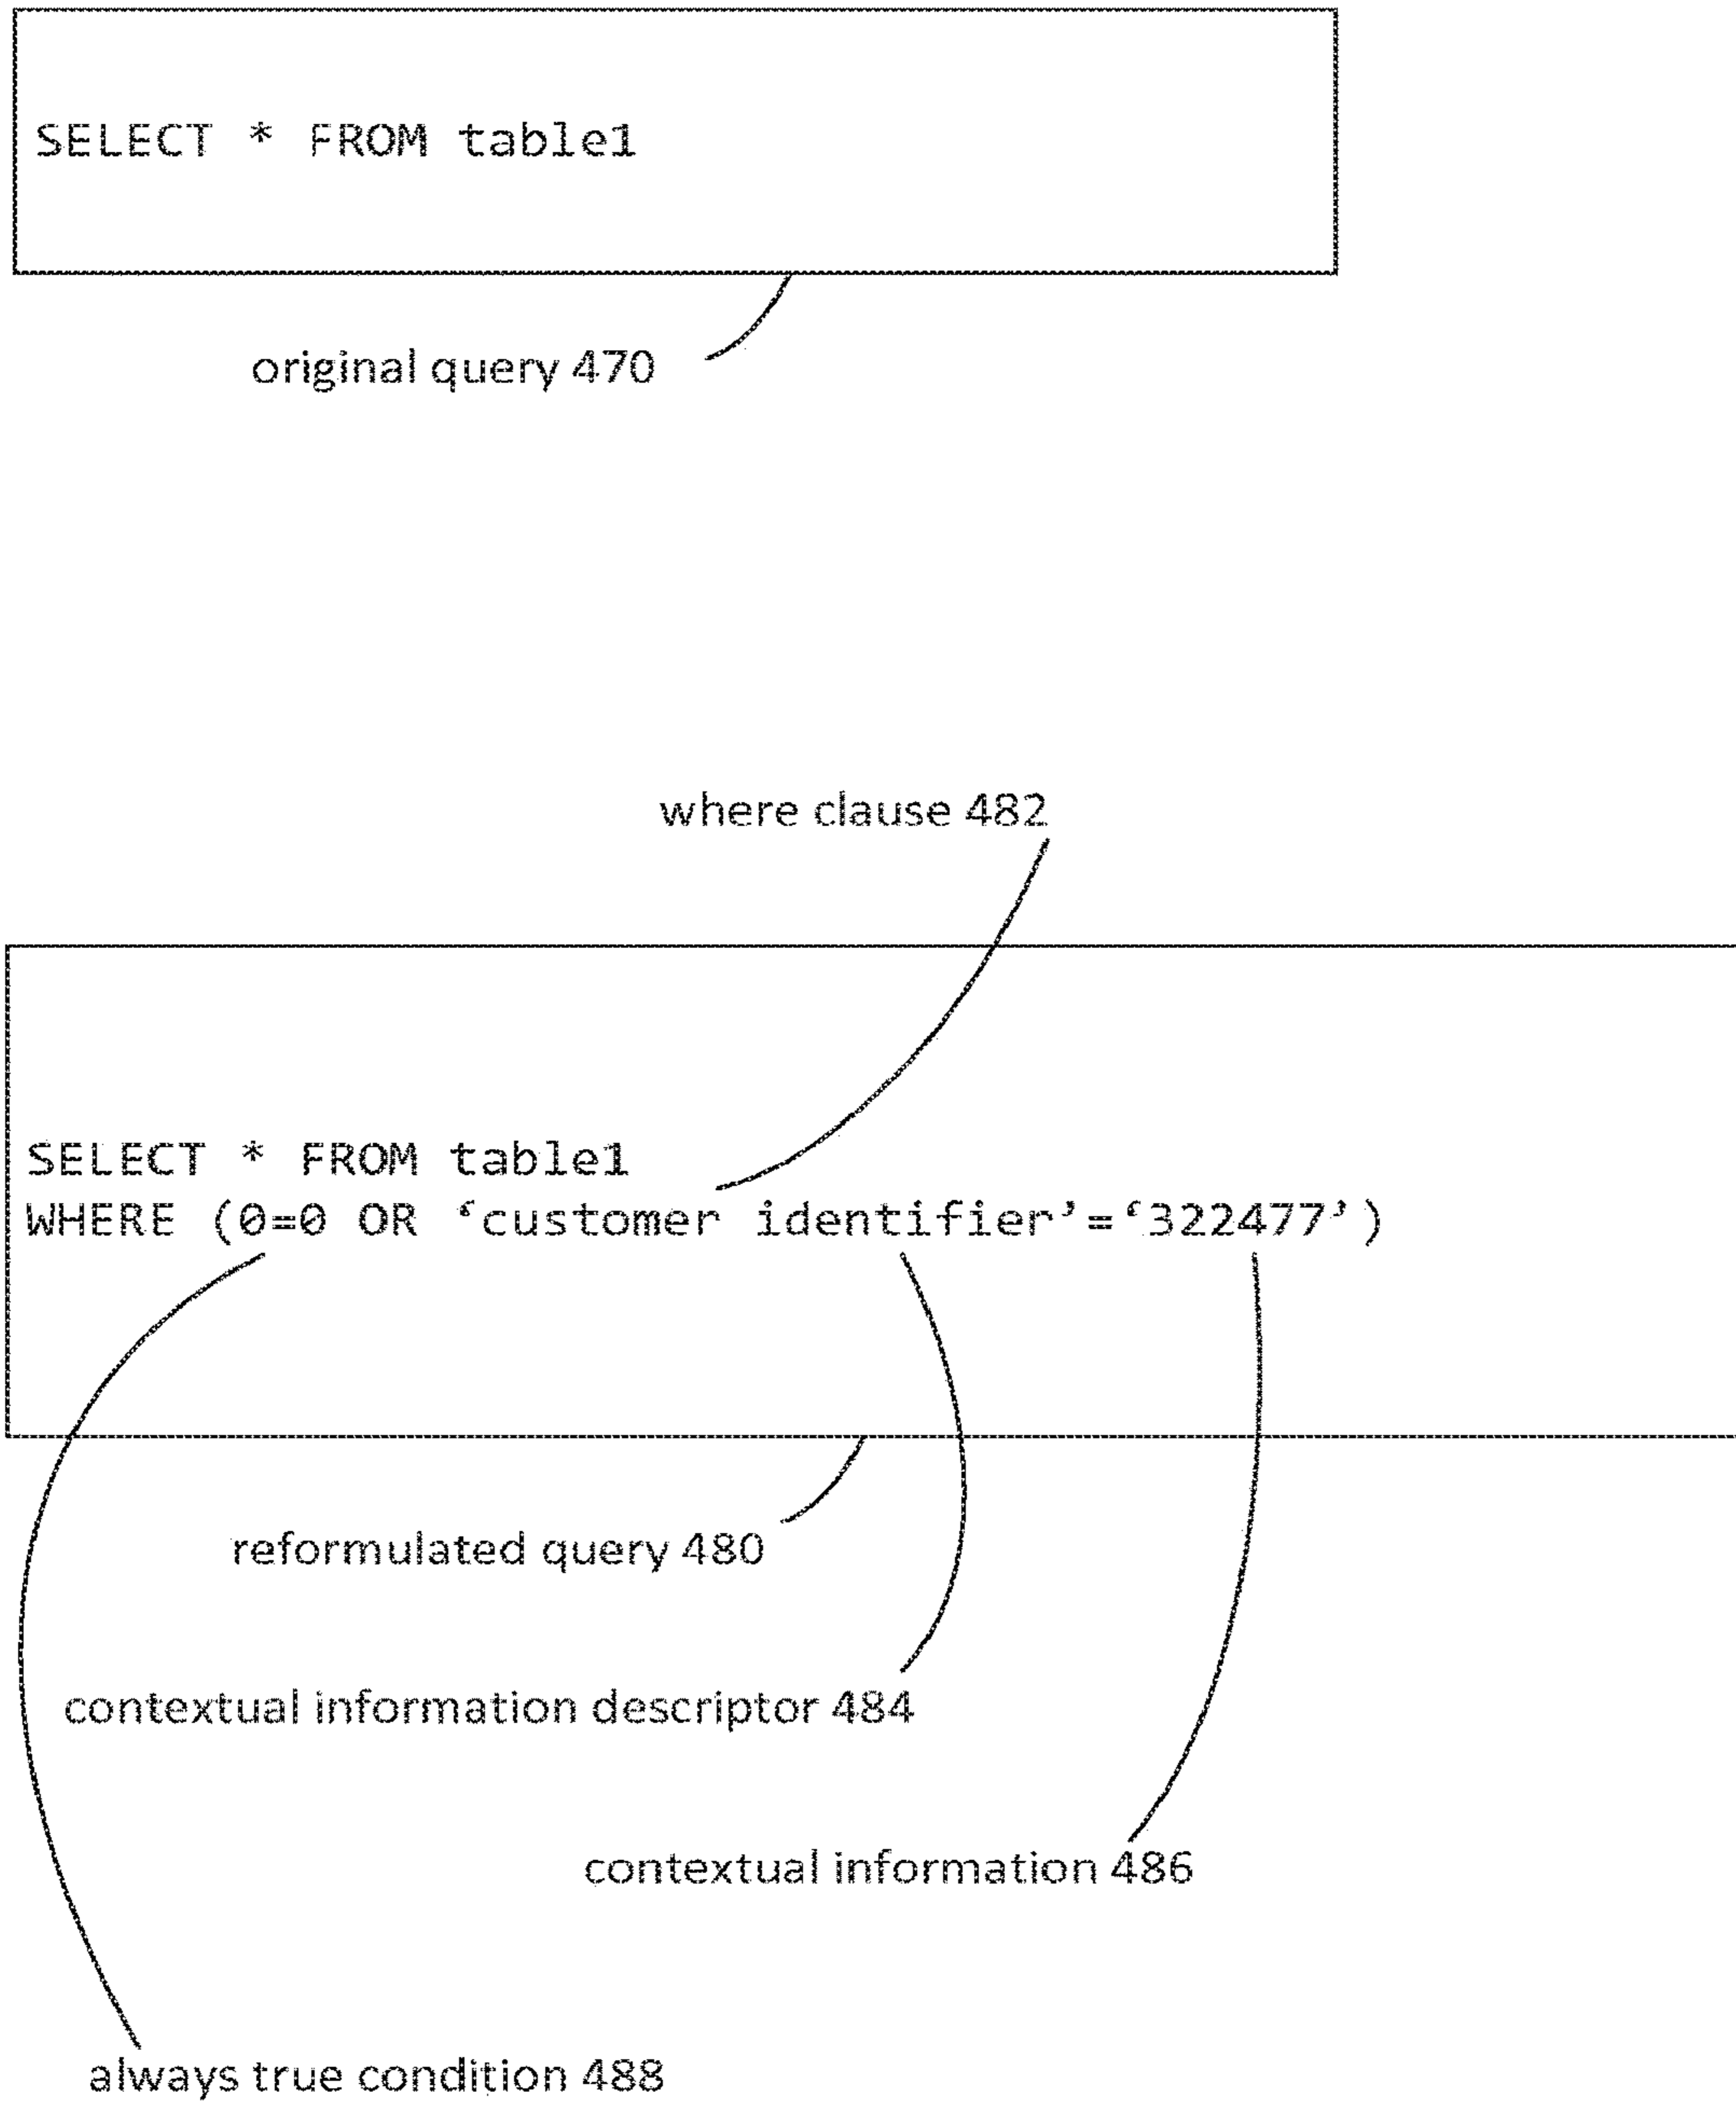 SELECT * FROM table1
original query 470
where clause 482
SELECT * FROM table1
WHERE (0=0 OR ‘customer identifier’=‘322477’)
reformulated query 480
contextual information descriptor 484
contextual information 486
always true condition 488